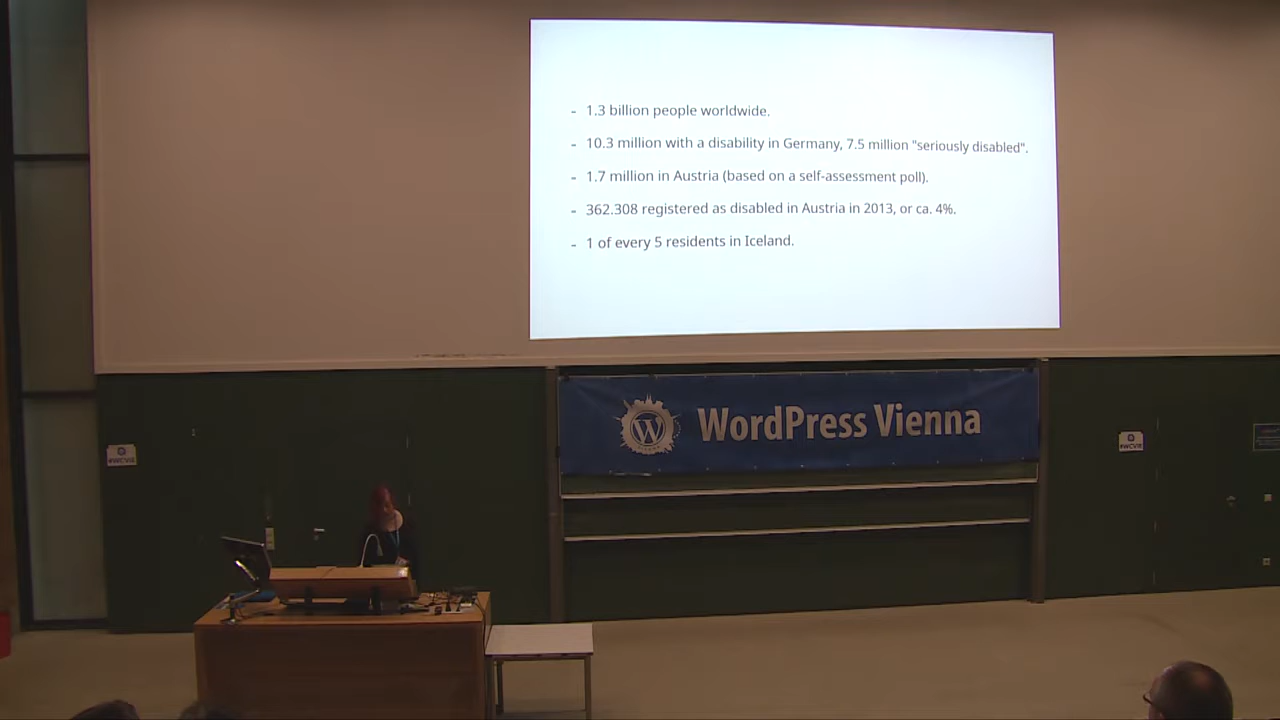 - 1.3 billion people worldwide.
- 10.3 million with a disability in Germany, 7.5 million "seriously disabled".
- 1.7 million in Austria (based on a self-assessment poll).
- 362.308 registered as disabled in Austria in 2013, or ca. 4%.
- 1 of every 5 residents in Iceland.
WordPress Vienna